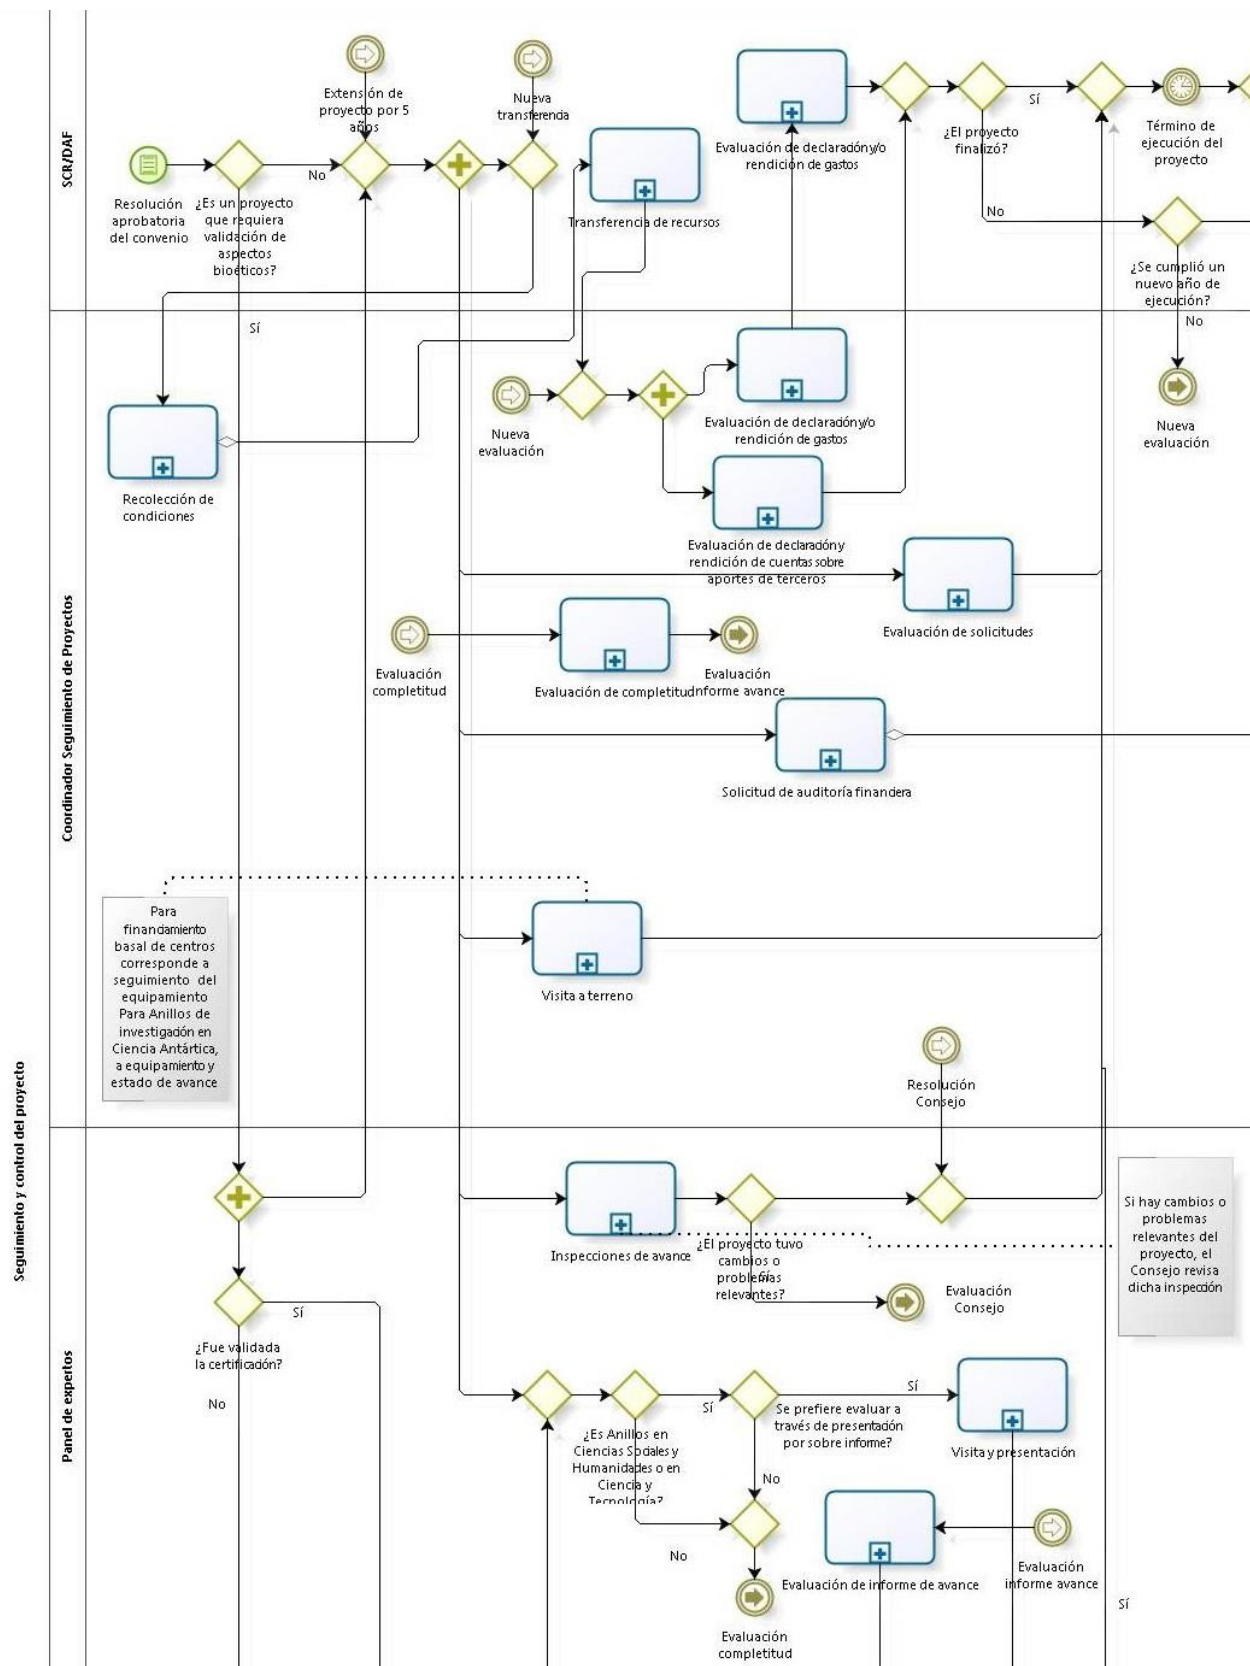 Seguimiento y control del proyecto
SCR/DAF
Extensión de
proyecto por 5
años
Nueva
transferencia
Resolución
aprobatoria
del convenio
¿Es un proyecto
que requiera
validación de
aspectos
bioéticos?
No
Sí
Transferencia de recursos
Evaluación de declaración y/o
rendición de gastos
¿El proyecto
finalizó?
Sí
No
Término de
ejecución del
proyecto
¿Se cumplió un
nuevo año de
ejecución?
No
Coordinador Seguimiento de Proyectos
Nueva
evaluación
Nueva
evaluación
Evaluación de declaración y/o
rendición de gastos
Recolección de
condiciones
Evaluación de declaración y
rendición de cuentas sobre
aportes de terceros
Evaluación de solicitudes
Evaluación
completitud
Evaluación de completitud
Evaluación
informe avance
Solicitud de auditoría financiera
Para
financiamiento
basal de centros
corresponde a
seguimiento del
equipamiento
Para Anillos de
investigación en
Ciencia Antártica,
a equipamiento y
estado de avance
Visita a terreno
Resolución
Consejo
Panel de expertos
Inspecciones de avance
¿El proyecto tuvo
cambios o
problemas
relevantes?
Sí
Evaluación
Consejo
Si hay cambios o
problemas
relevantes del
proyecto, el
Consejo revisa
dicha inspección
¿Fue validada
la certificación?
Sí
No
¿Es Anillos en
Ciencias Sociales y
Humanidades o en
Ciencia y
Tecnología?
Sí
Se prefiere evaluar a
través de presentación
por sobre informe?
Sí
No
No
Visita y presentación
Evaluación de informe de avance
Evaluación
informe avance
Evaluación
completitud
Sí